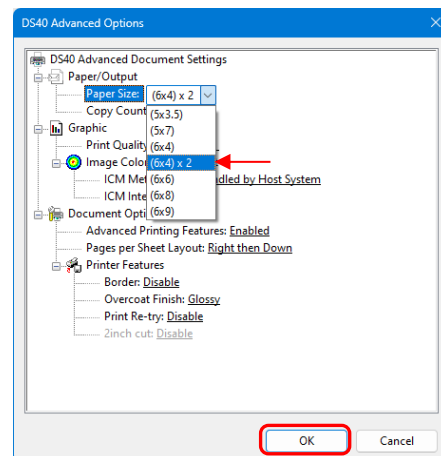 DS40 Advanced Options
DS40 Advanced Document Settings
Paper/Output
Paper Size: (6x4) x 2
Copy Count
(5x3.5)
(5x7)
Graphic
(6x4)
Print Quality
Image Color
(6x4) x 2
(6x6)
ICM
dled by Host System
ICM
(6x8)
(6x9)
Document
Advanced Printing Features: Enabled
Pages per Sheet Layout: Right then Down
Printer Features
Border: Disable
Overcoat Finish: Glossy
Print Re-try: Disable
2inch cut: Disable
OK Cancel